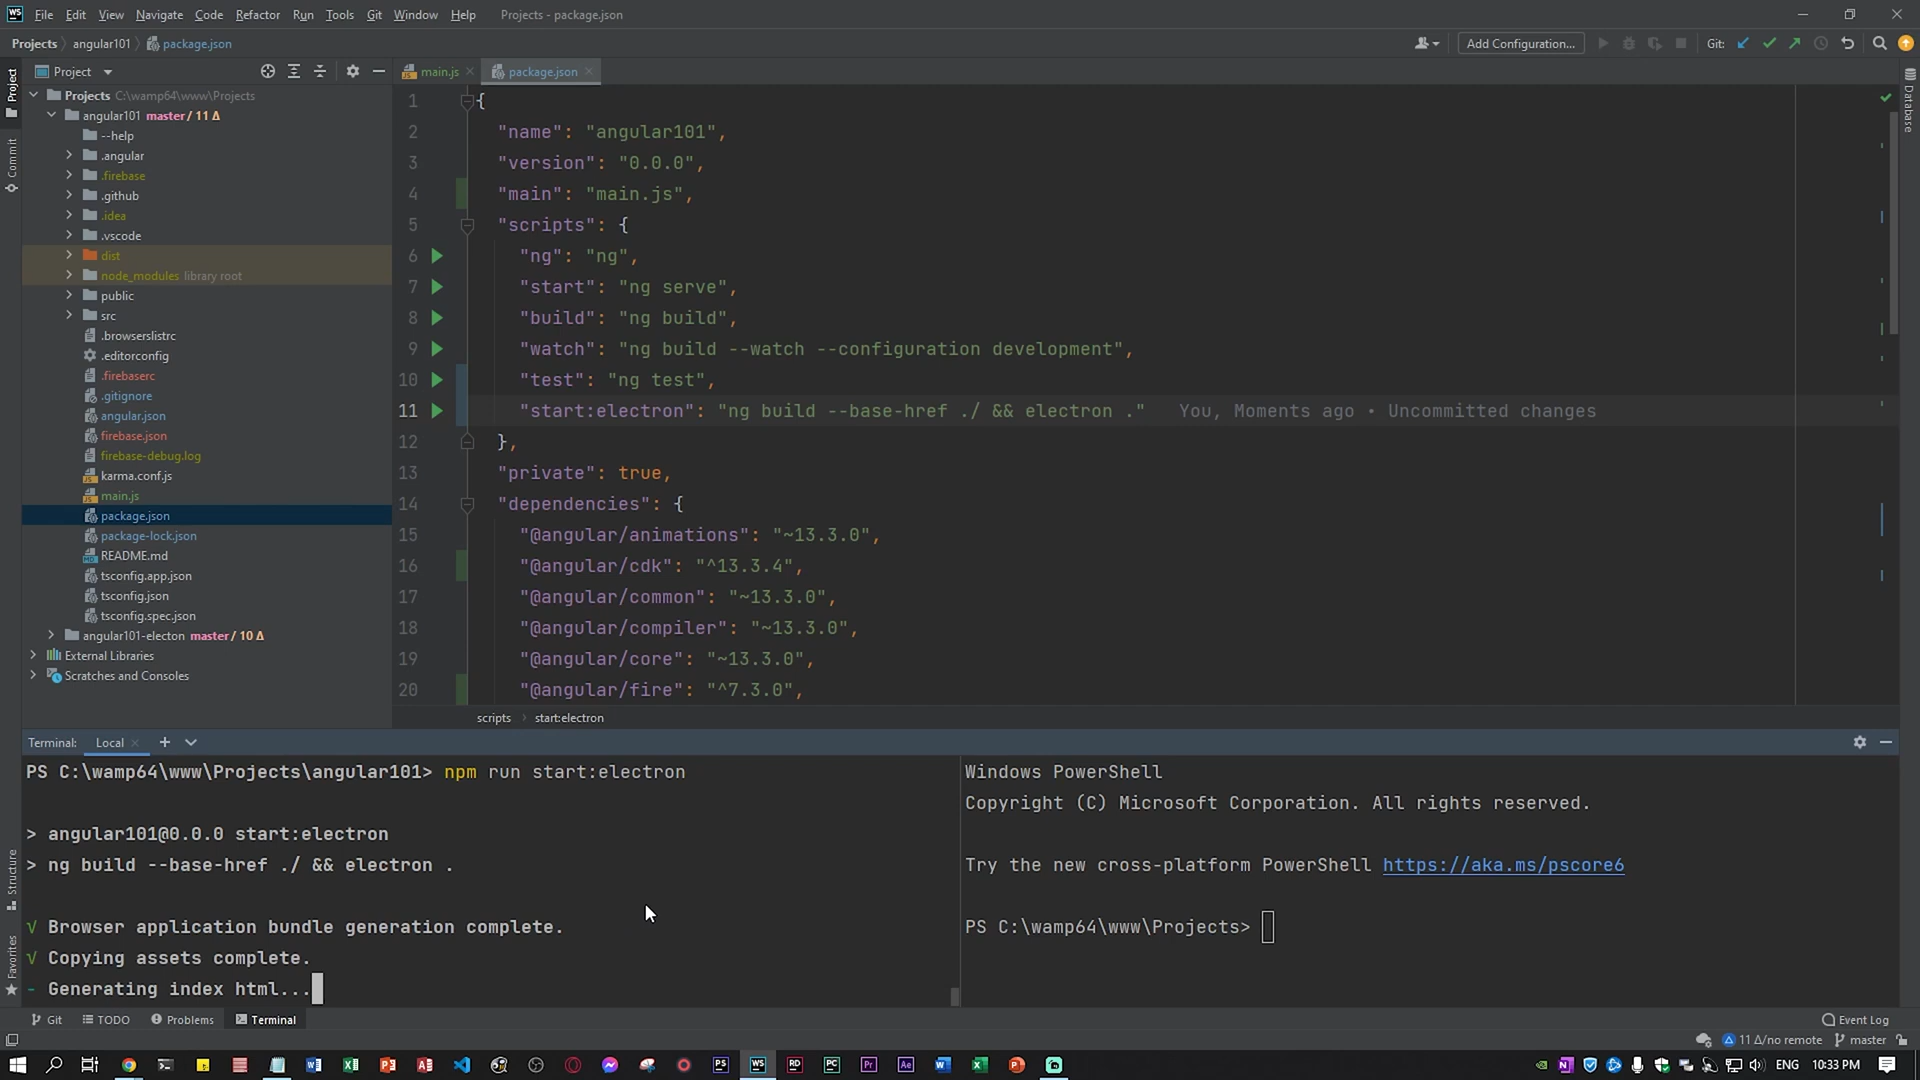 WS File Edit View Navigate Code Refactor Run Tools Git Window Help Projects - package.json
Projects angular101 package.json Add Configuration... Git:
Project
main.js package.json
Projects C:\wamp64\www\Projects
angular101 master / 11 Δ
--help
.angular
.firebase
.github
.idea
.vscode
dist
node_modules library root
public
src
.browserslistrc
.editorconfig
.firebaserc
.gitignore
angular.json
firebase.json
firebase-debug.log
karma.conf.js
main.js
package.json
package-lock.json
README.md
tsconfig.app.json
tsconfig.json
tsconfig.spec.json
angular101-electon master / 10 Δ
External Libraries
Scratches and Consoles
Project
Commit
Structure
Favorites
Database
1 {
2 "name": "angular101",
3 "version": "0.0.0",
4 "main": "main.js",
5 "scripts": {
6 "ng": "ng",
7 "start": "ng serve",
8 "build": "ng build",
9 "watch": "ng build --watch --configuration development",
10 "test": "ng test",
11 "start:electron": "ng build --base-href ./ && electron ." You, Moments ago • Uncommitted changes
12 },
13 "private": true,
14 "dependencies": {
15 "@angular/animations": "~13.3.0",
16 "@angular/cdk": "^13.3.4",
17 "@angular/common": "~13.3.0",
18 "@angular/compiler": "~13.3.0",
19 "@angular/core": "~13.3.0",
20 "@angular/fire": "^7.3.0",
scripts start:electron
Terminal: Local
PS C:\wamp64\www\Projects\angular101> npm run start:electron
> angular101@0.0.0 start:electron
> ng build --base-href ./ && electron .
√ Browser application bundle generation complete.
√ Copying assets complete.
- Generating index html...
Windows PowerShell
Copyright (C) Microsoft Corporation. All rights reserved.
Try the new cross-platform PowerShell https://aka.ms/pscore6
PS C:\wamp64\www\Projects>
Git TODO Problems Terminal Event Log
11 Δ/no remote master
PS WS RD PC Pr Ae ENG 10:33 PM